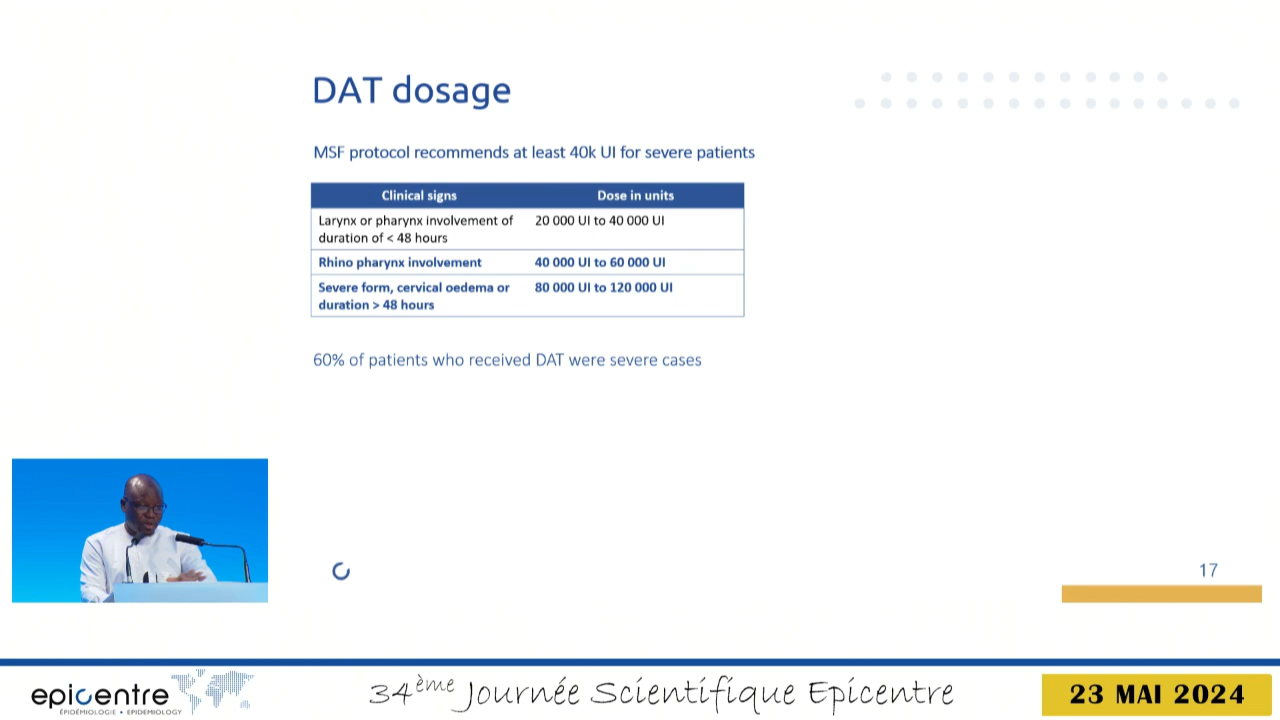 DAT dosage
MSF protocol recommends at least 40k UI for severe patients
Clinical signs Dose in units
Larynx or pharynx involvement of duration of < 48 hours 20 000 UI to 40 000 UI
Rhino pharynx involvement 40 000 UI to 60 000 UI
Severe form, cervical oedema or duration > 48 hours 80 000 UI to 120 000 UI
60% of patients who received DAT were severe cases
17
epicentre
ÉPIDÉMIOLOGIE • EPIDEMIOLOGY
34ème Journée Scientifique Epicentre
23 MAI 2024